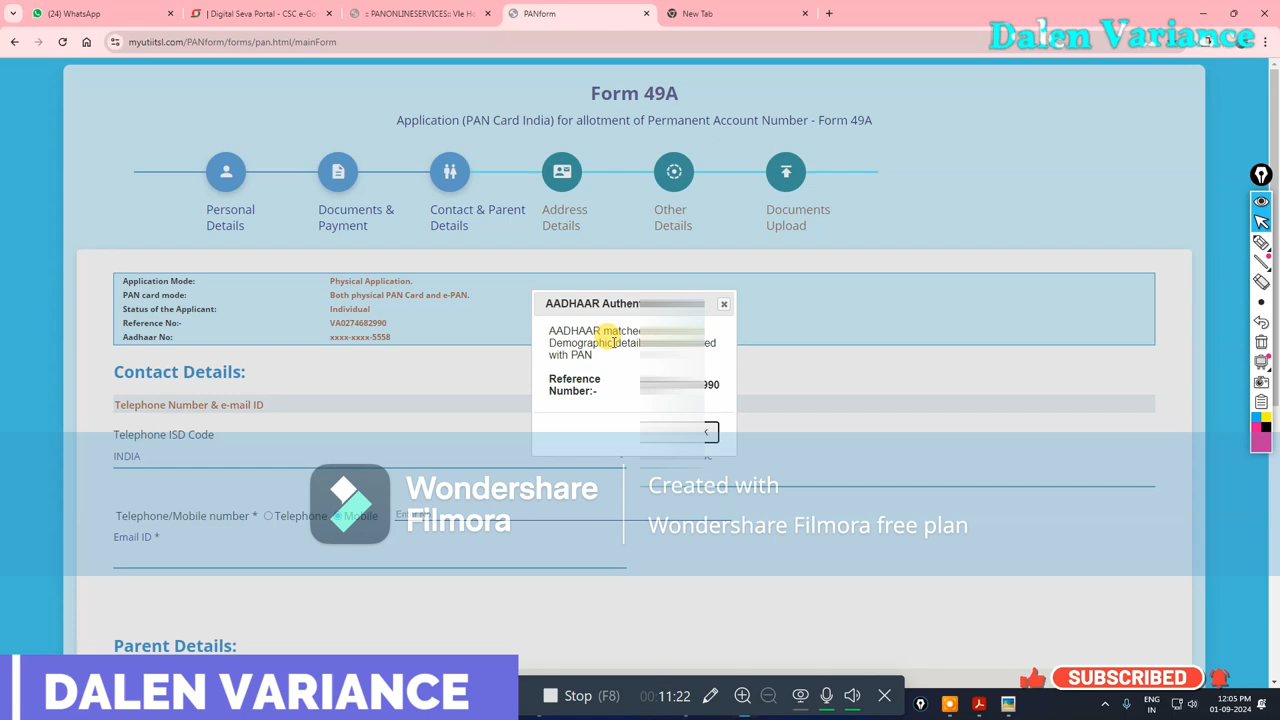 (24) WhatsApp
Digital Seva Portal - CSC e-Go
:: PANONLINESERVICES:: Vle He
PANform
New Tab
myutiitsl.com/PANform/forms/pan.html/mainForm
Dalen Variance
Form 49A
Application (PAN Card India) for allotment of Permanent Account Number - Form 49A
Personal Details
Documents & Payment
Contact & Parent Details
Address Details
Other Details
Documents Upload
Application Mode: Physical Application.
PAN card mode: Both physical PAN Card and e-PAN.
Status of the Applicant: Individual
Reference No:- VA0274682990
Aadhaar No: xxxx-xxxx-5558
AADHAAR Authen
AADHAAR matched
Demographic detail
with PAN
Reference 990
Number:-
Contact Details:
Telephone Number & e-mail ID
Telephone ISD Code
INDIA
Telephone/Mobile number * Telephone Mobile
Email ID *
Wondershare
Filmora
Created with
Wondershare Filmora free plan
Parent Details:
DALEN VARIANCE
Stop (F8) 00:11:22
SUBSCRIBED
ENG
IN
12:05 PM
01-09-2024